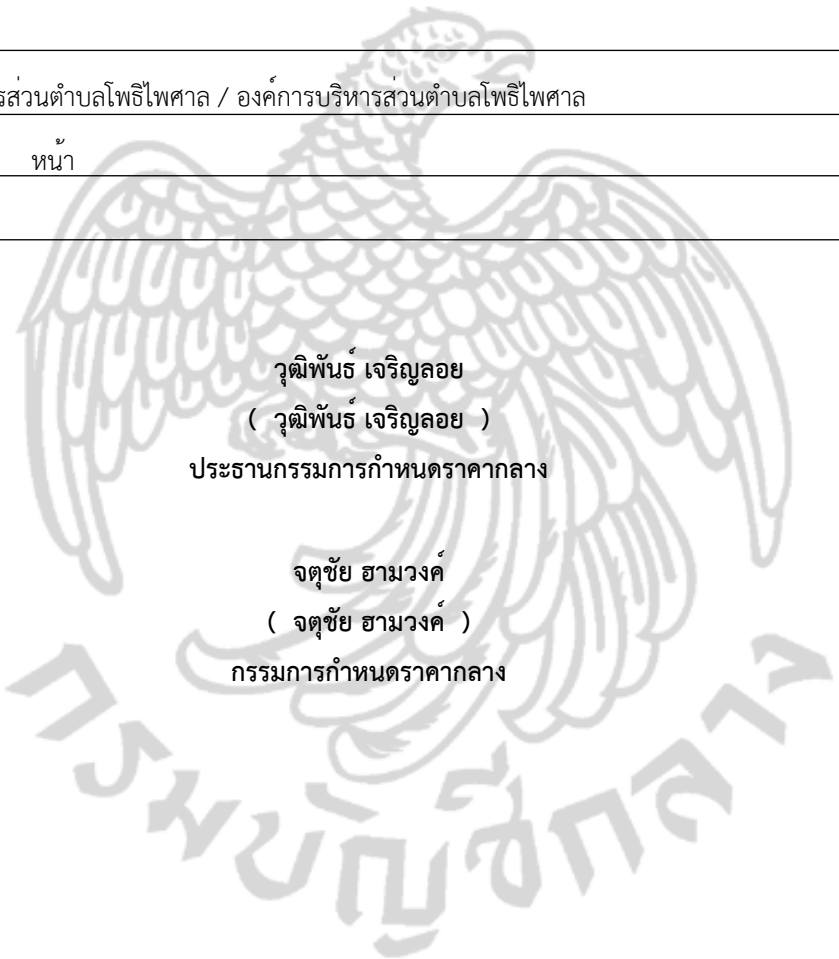 รส่วนตำบลโพธิไพศาล / องค์การบริหารส่วนตำบลโพธิไพศาล
หน้า
วุฒิพันธ์ เจริญลอย
( วุฒิพันธ์ เจริญลอย )
ประธานกรรมการกำหนดราคากลาง
จตุชัย ฮามวงค์
( จตุชัย ฮามวงค์ )
กรรมการกำหนดราคากลาง
กรมบัญชีกลาง